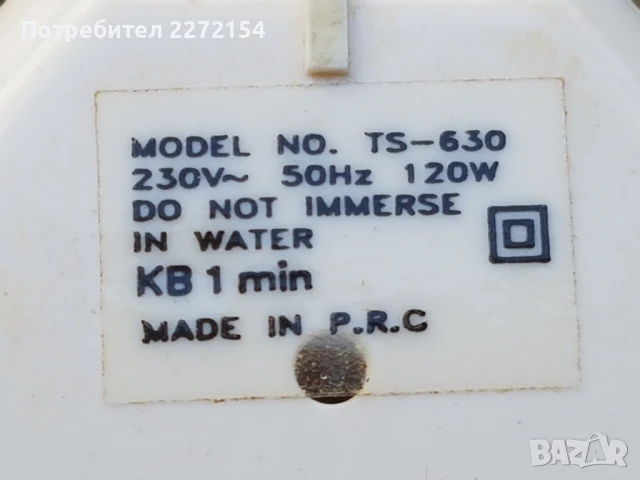 Потребител 2272154
MODEL NO. TS-630
230V~ 50Hz 120W
DO NOT IMMERSE
IN WATER
KB 1 min
MADE IN P.R.C
BAZAR